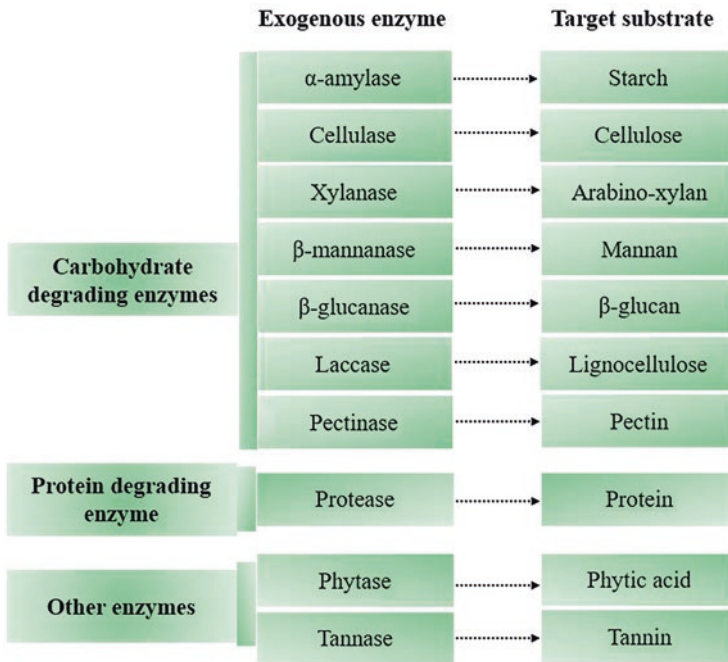 Exogenous enzyme Target substrate
α-amylase Starch
Cellulase Cellulose
Xylanase Arabino-xylan
Carbohydrate
degrading enzymes
β-mannanase Mannan
β-glucanase β-glucan
Laccase Lignocellulose
Pectinase Pectin
Protein degrading
enzyme
Protease Protein
Other enzymes
Phytase Phytic acid
Tannase Tannin